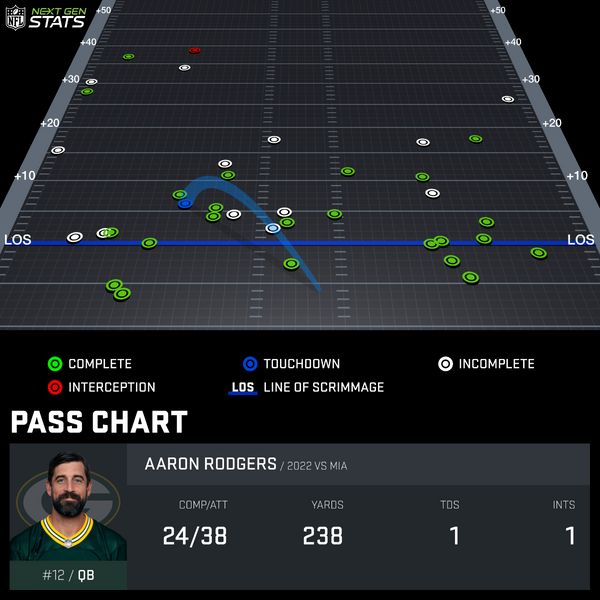 NFL NEXT GEN STATS
+50 +50
+40 +40
+30 +30
+20 +20
+10 +10
LOS LOS
COMPLETE TOUCHDOWN INCOMPLETE
INTERCEPTION LOS LINE OF SCRIMMAGE
PASS CHART
AARON RODGERS / 2022 VS MIA
COMP/ATT YARDS TDS INTS
24/38 238 1 1
#12 / QB